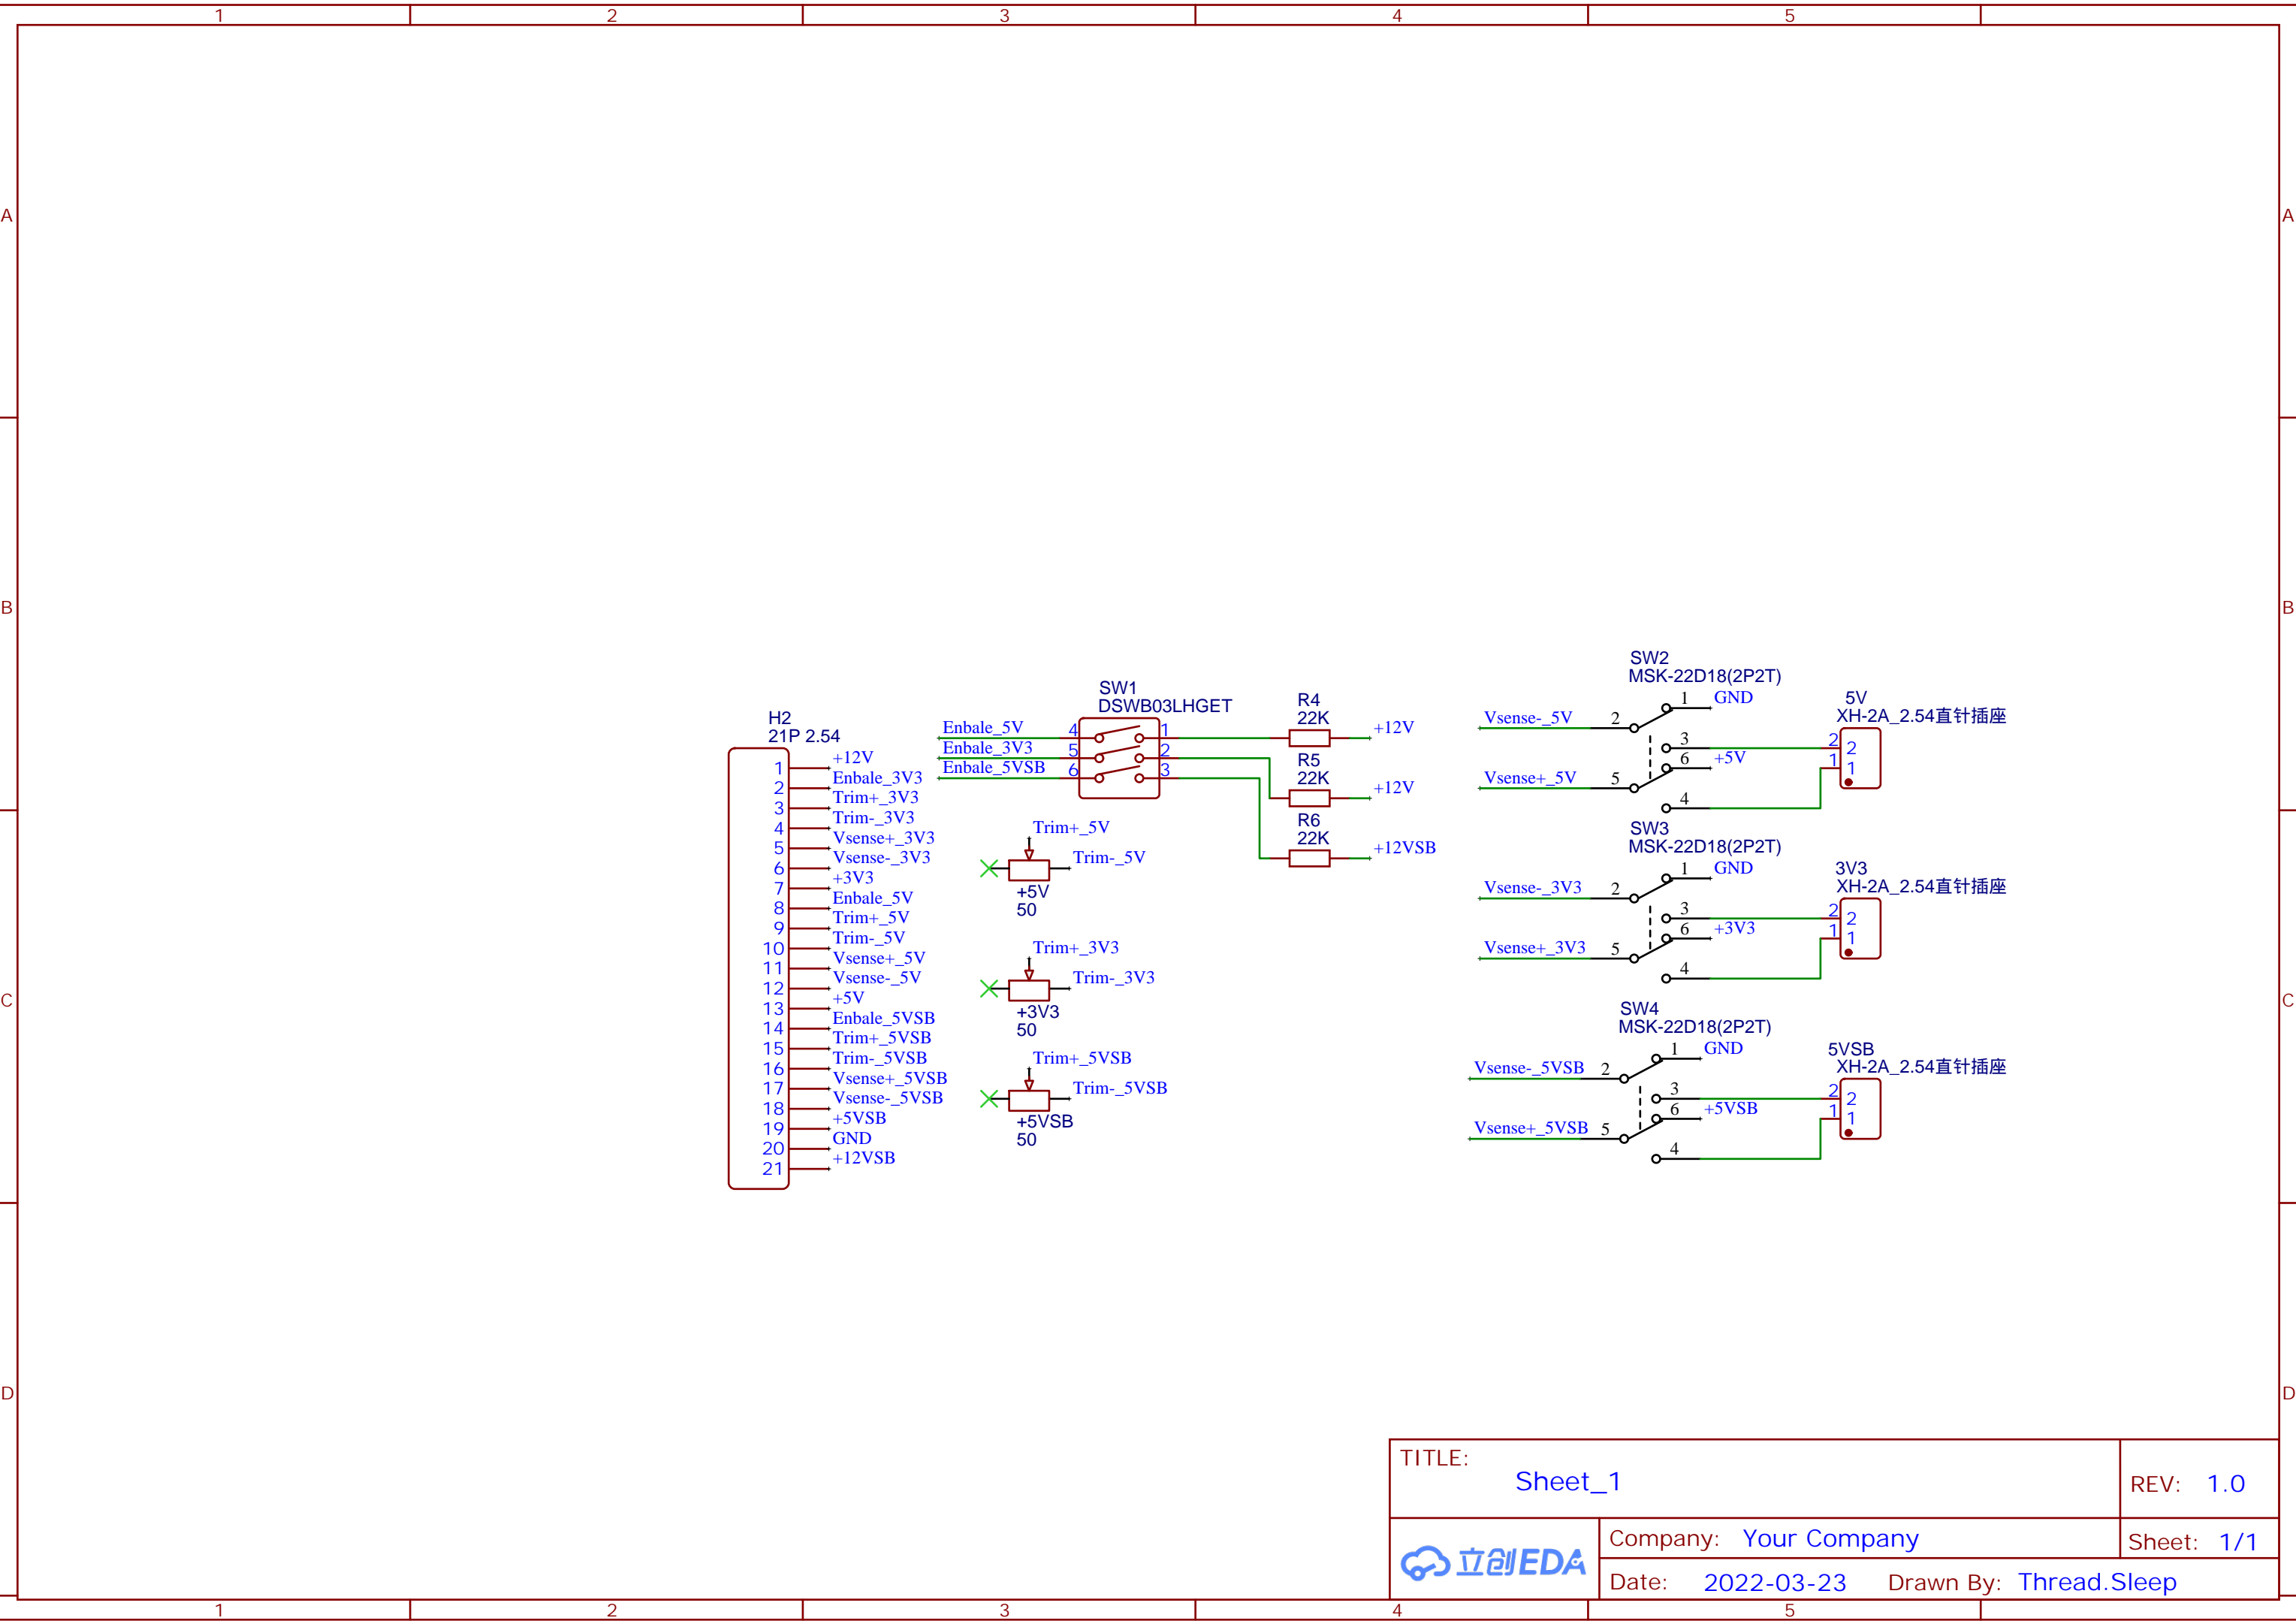 1 2 3 4 5
A A
B B
C C
D D
H2
21P 2.54
1 +12V
2 Enbale_3V3
3 Trim+_3V3
4 Trim-_3V3
5 Vsense+_3V3
6 Vsense-_3V3
7 +3V3
8 Enbale_5V
9 Trim+_5V
10 Trim-_5V
11 Vsense+_5V
12 Vsense-_5V
13 +5V
14 Enbale_5VSB
15 Trim+_5VSB
16 Trim-_5VSB
17 Vsense+_5VSB
18 Vsense-_5VSB
19 +5VSB
20 GND
21 +12VSB
SW1
DSWB03LHGET
Enbale_5V 4 1
Enbale_3V3 5 2
Enbale_5VSB 6 3
R4
22K
+12V
R5
22K
+12V
R6
22K
+12VSB
Trim+_5V
Trim-_5V
+5V
50
Trim+_3V3
Trim-_3V3
+3V3
50
Trim+_5VSB
Trim-_5VSB
+5VSB
50
SW2
MSK-22D18(2P2T)
1 GND
Vsense-_5V 2
3
6 +5V
Vsense+_5V 5
4
5V
XH-2A_2.54直针插座
2 2
1 1
SW3
MSK-22D18(2P2T)
1 GND
Vsense-_3V3 2
3
6 +3V3
Vsense+_3V3 5
4
3V3
XH-2A_2.54直针插座
2 2
1 1
SW4
MSK-22D18(2P2T)
1 GND
Vsense-_5VSB 2
3
6 +5VSB
Vsense+_5VSB 5
4
5VSB
XH-2A_2.54直针插座
2 2
1 1
TITLE:
Sheet_1
REV: 1.0
立创EDA
Company: Your Company
Sheet: 1/1
Date: 2022-03-23 Drawn By: Thread.Sleep
1 2 3 4 5